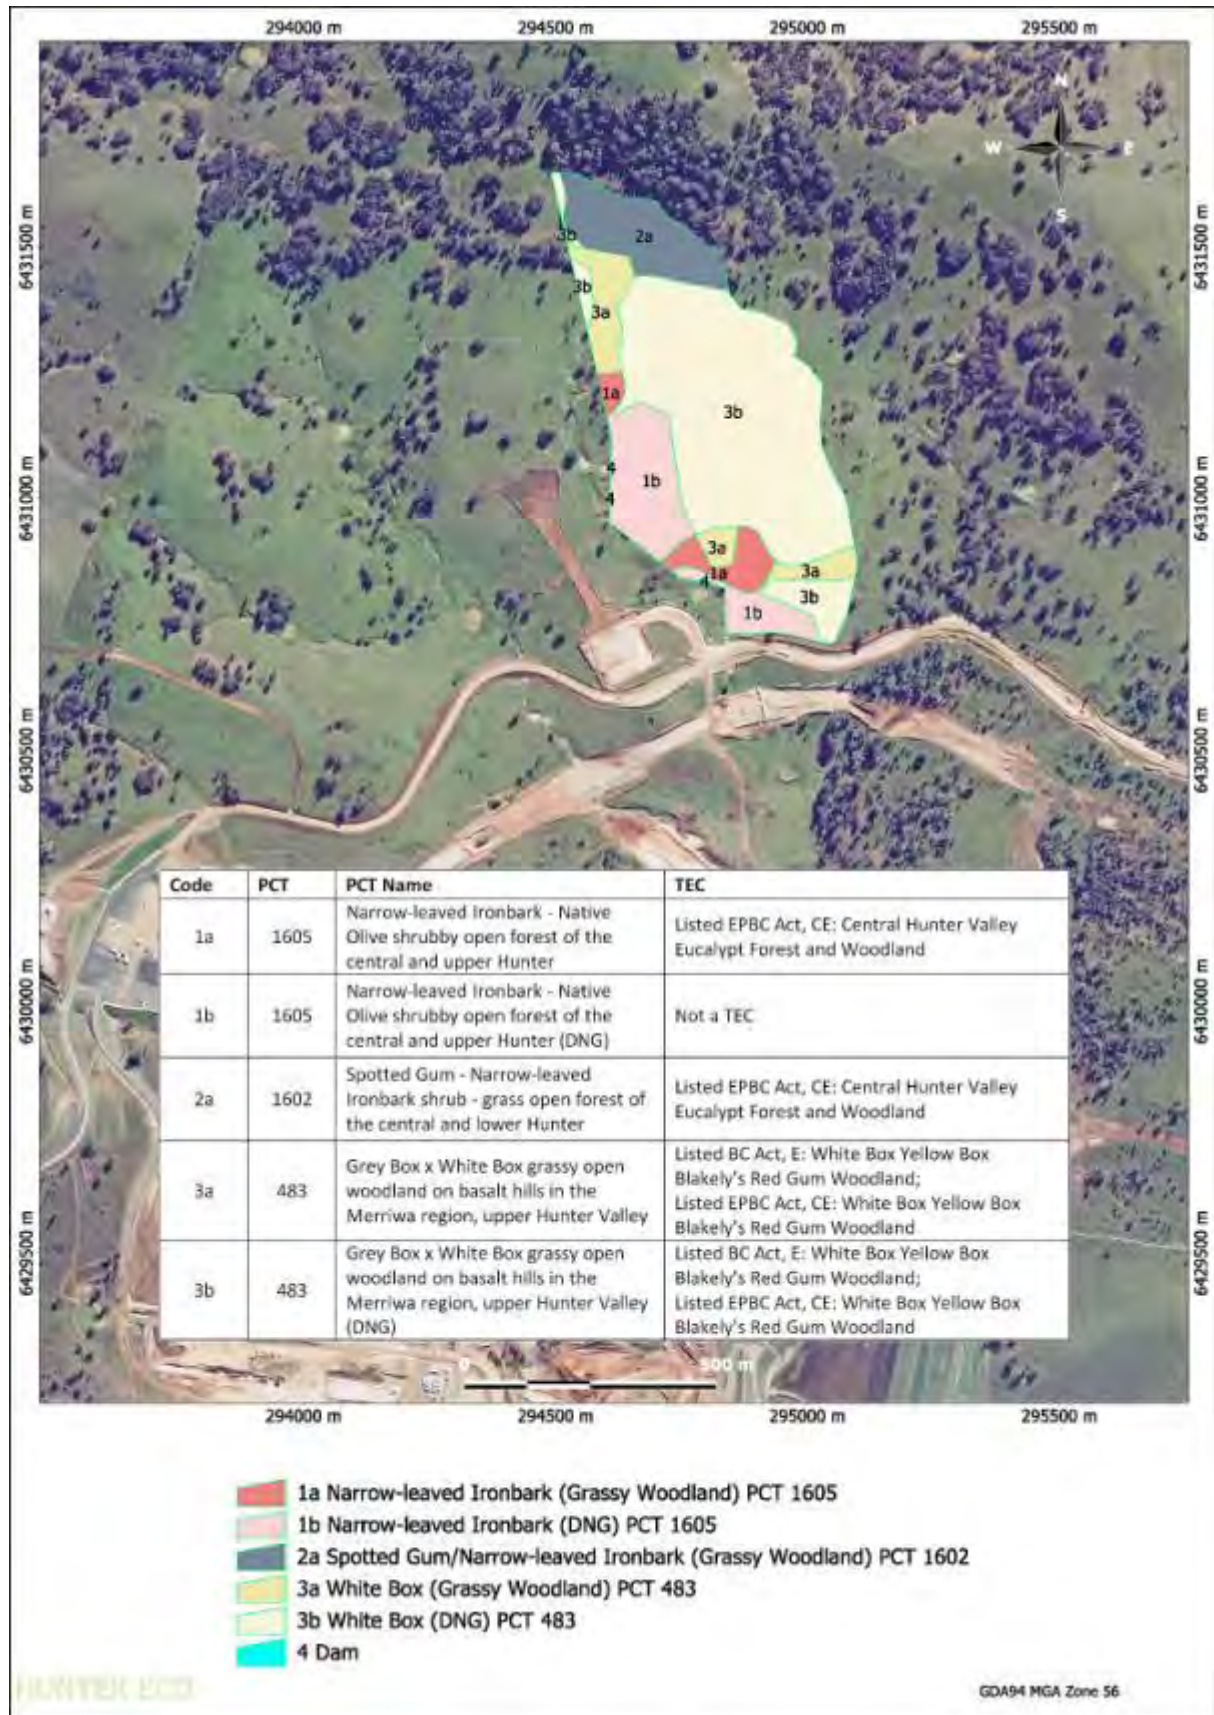 294000 m 294500 m 295000 m 295500 m
N
W E
S
6431500 m
6431500 m
3b 2a
3b
3a
1a
3b
4
1b
4
6431000 m
6431000 m
3a
1a
3a
4
3b
1b
6430500 m
6430500 m
Code PCT PCT Name TEC
1a 1605 Narrow-leaved Ironbark - Native
Olive shrubby open forest of the
central and upper Hunter
Listed EPBC Act, CE: Central Hunter Valley
Eucalypt Forest and Woodland
1b 1605 Narrow-leaved Ironbark - Native
Olive shrubby open forest of the
central and upper Hunter (DNG)
Not a TEC
2a 1602 Spotted Gum - Narrow-leaved
Ironbark shrub - grass open forest of
the central and lower Hunter
Listed EPBC Act, CE: Central Hunter Valley
Eucalypt Forest and Woodland
3a 483 Grey Box x White Box grassy open
woodland on basalt hills in the
Merriwa region, upper Hunter Valley
Listed BC Act, E: White Box Yellow Box
Blakely's Red Gum Woodland;
Listed EPBC Act, CE: White Box Yellow Box
Blakely's Red Gum Woodland
3b 483 Grey Box x White Box grassy open
woodland on basalt hills in the
Merriwa region, upper Hunter Valley
(DNG)
Listed BC Act, E: White Box Yellow Box
Blakely's Red Gum Woodland;
Listed EPBC Act, CE: White Box Yellow Box
Blakely's Red Gum Woodland
6430000 m
6430000 m
6429500 m
6429500 m
0 500 m
294000 m 294500 m 295000 m 295500 m
1a Narrow-leaved Ironbark (Grassy Woodland) PCT 1605
1b Narrow-leaved Ironbark (DNG) PCT 1605
2a Spotted Gum/Narrow-leaved Ironbark (Grassy Woodland) PCT 1602
3a White Box (Grassy Woodland) PCT 483
3b White Box (DNG) PCT 483
4 Dam
HUNTER ECO
GDA94 MGA Zone 56